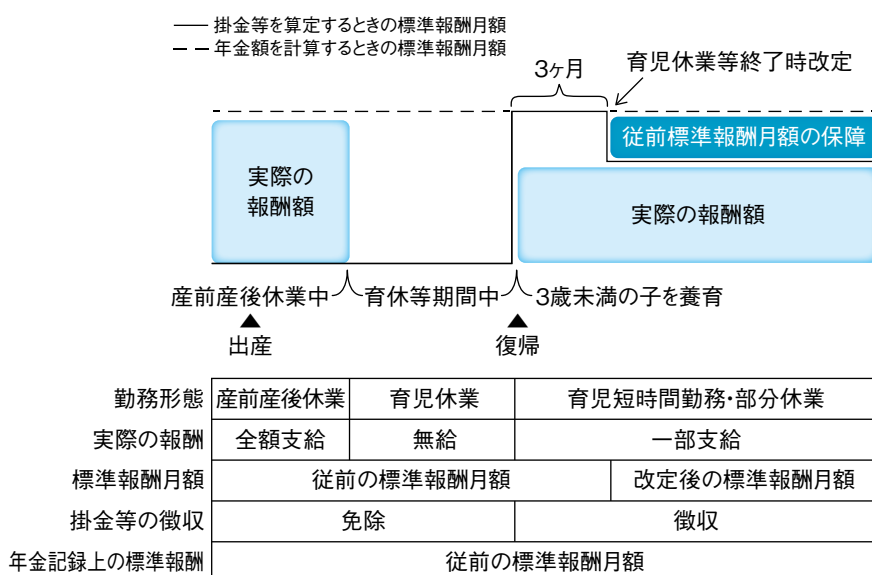 掛金等を算定するときの標準報酬月額
年金額を計算するときの標準報酬月額
3ヶ月
育児休業等終了時改定
従前標準報酬月額の保障
実際の
報酬額
実際の報酬額
産前産後休業中
育休等期間中
3歳未満の子を養育
▲
出産
▲
復帰
勤務形態 産前産後休業 育児休業 育児短時間勤務・部分休業
実際の報酬 全額支給 無給 一部支給
標準報酬月額 従前の標準報酬月額 改定後の標準報酬月額
掛金等の徴収 免除 徴収
年金記録上の標準報酬 従前の標準報酬月額